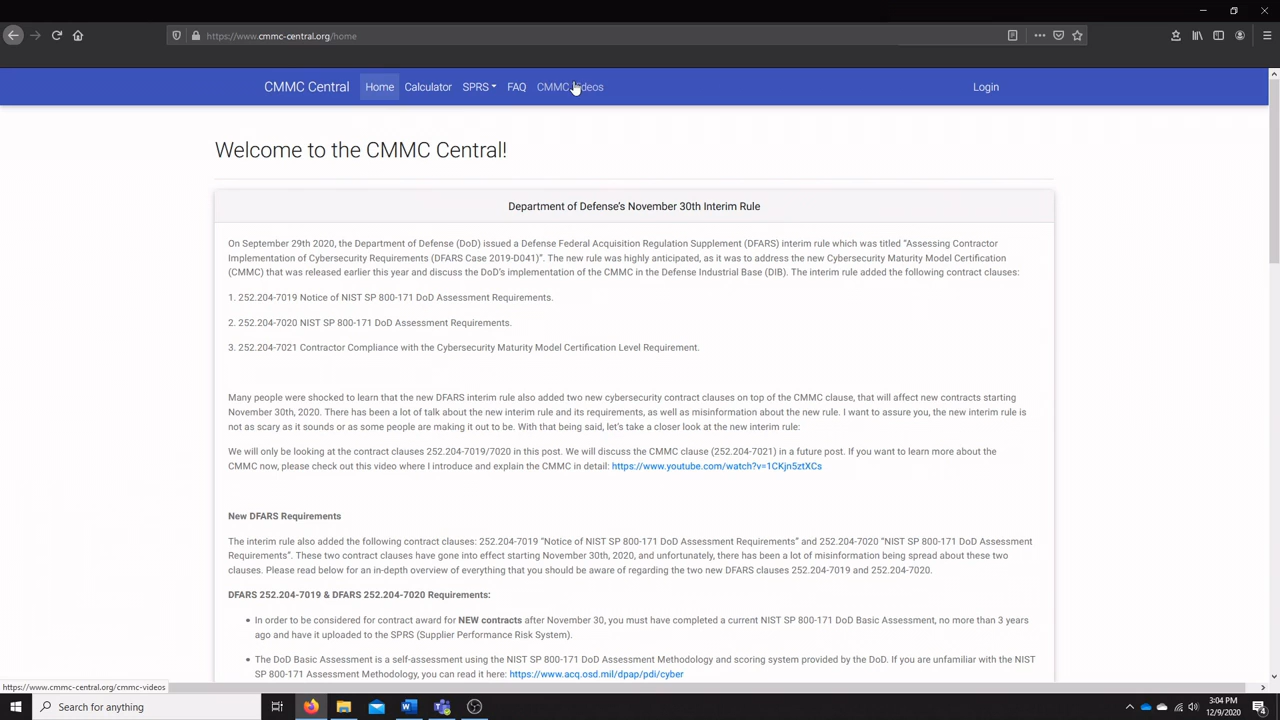 https://www.cmmc-central.org/home
CMMC Central Home Calculator SPRS FAQ CMMC Videos Login
Welcome to the CMMC Central!
Department of Defense's November 30th Interim Rule
On September 29th 2020, the Department of Defense (DoD) issued a Defense Federal Acquisition Regulation Supplement (DFARS) interim rule which was titled “Assessing Contractor
Implementation of Cybersecurity Requirements (DFARS Case 2019-D041)”. The new rule was highly anticipated, as it was to address the new Cybersecurity Maturity Model Certification
(CMMC) that was released earlier this year and discuss the DoD’s implementation of the CMMC in the Defense Industrial Base (DIB). The interim rule added the following contract clauses:
1. 252.204-7019 Notice of NIST SP 800-171 DoD Assessment Requirements.
2. 252.204-7020 NIST SP 800-171 DoD Assessment Requirements.
3. 252.204-7021 Contractor Compliance with the Cybersecurity Maturity Model Certification Level Requirement.
Many people were shocked to learn that the new DFARS interim rule also added two new cybersecurity contract clauses on top of the CMMC clause, that will affect new contracts starting
November 30th, 2020. There has been a lot of talk about the new interim rule and its requirements, as well as misinformation about the new rule. I want to assure you, the new interim rule is
not as scary as it sounds or as some people are making it out to be. With that being said, let’s take a closer look at the new interim rule:
We will only be looking at the contract clauses 252.204-7019/7020 in this post. We will discuss the CMMC clause (252.204-7021) in a future post. If you want to learn more about the
CMMC now, please check out this video where I introduce and explain the CMMC in detail: https://www.youtube.com/watch?v=1CKjn5ztXCs
New DFARS Requirements
The interim rule also added the following contract clauses: 252.204-7019 “Notice of NIST SP 800-171 DoD Assessment Requirements” and 252.204-7020 “NIST SP 800-171 DoD Assessment
Requirements”. These two contract clauses have gone into effect starting November 30th, 2020, and unfortunately, there has been a lot of misinformation being spread about these two
clauses. Please read below for an in-depth overview of everything that you should be aware of regarding the two new DFARS clauses 252.204-7019 and 252.204-7020.
DFARS 252.204-7019 & DFARS 252.204-7020 Requirements:
• In order to be considered for contract award for NEW contracts after November 30, you must have completed a current NIST SP 800-171 DoD Basic Assessment, no more than 3 years
ago and have it uploaded to the SPRS (Supplier Performance Risk System).
• The DoD Basic Assessment is a self-assessment using the NIST SP 800-171 DoD Assessment Methodology and scoring system provided by the DoD. If you are unfamiliar with the NIST
SP 800-171 Assessment Methodology, you can read it here: https://www.acq.osd.mil/dpap/pdi/cyber
https://www.cmmc-central.org/cmmc-videos
Search for anything
3:04 PM
12/9/2020